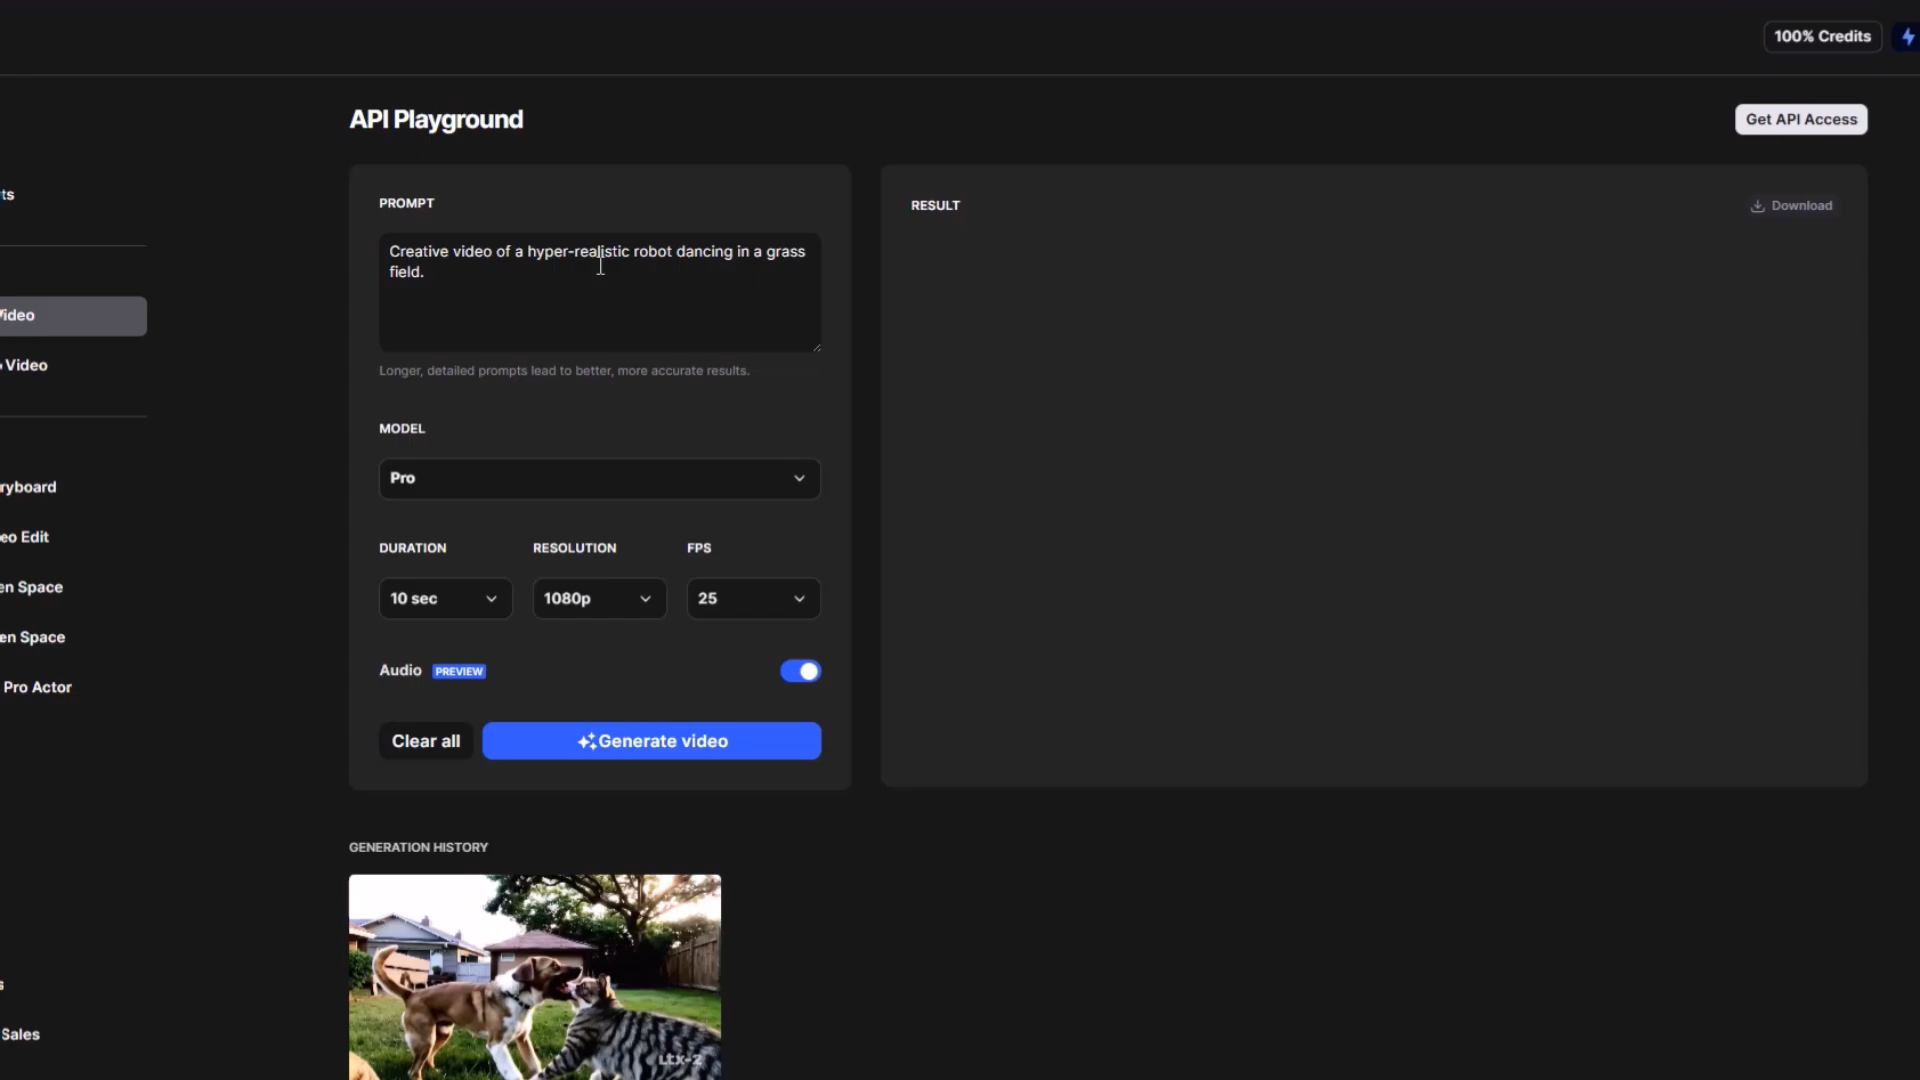 100% Credits
API Playground
Get API Access
ts
Video
Video
ryboard
eo Edit
en Space
en Space
Pro Actor
s
Sales
PROMPT
Creative video of a hyper-realistic robot dancing in a grass
field.
Longer, detailed prompts lead to better, more accurate results.
MODEL
Pro
DURATION
RESOLUTION
FPS
10 sec
1080p
25
Audio
PREVIEW
Clear all
Generate video
RESULT
Download
GENERATION HISTORY
LTX-2